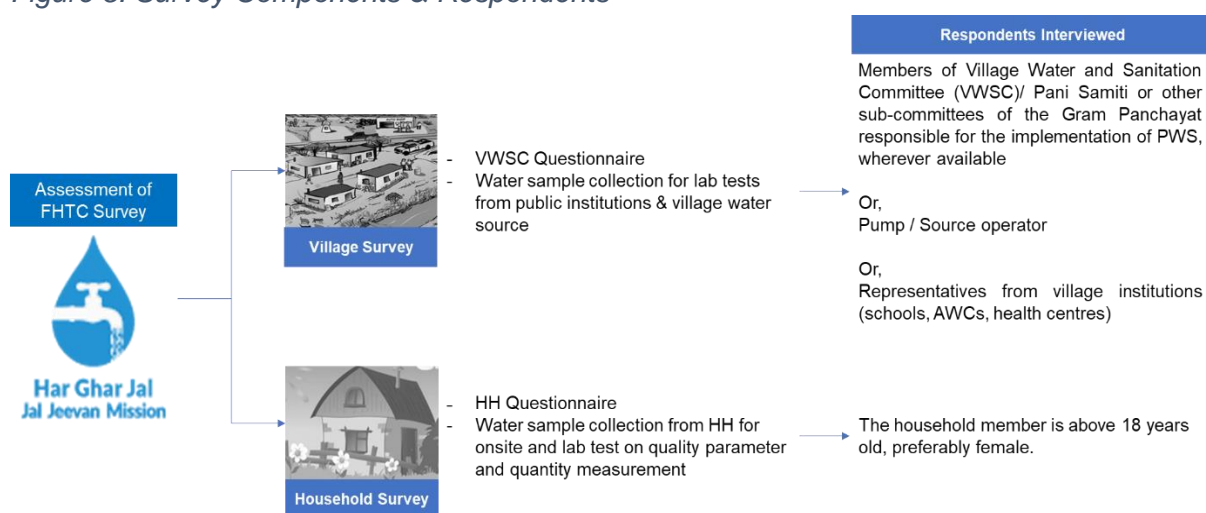 Figure 3: Survey Components & Respondents
Respondents Interviewed
Assessment of
FHTC Survey
Har Ghar Jal
Jal Jeevan Mission
Village Survey
- VWSC Questionnaire
- Water sample collection for lab tests
from public institutions & village water
source
Members of Village Water and Sanitation
Committee (VWSC)/ Pani Samiti or other
sub-committees of the Gram Panchayat
responsible for the implementation of PWS,
wherever available
Or,
Pump / Source operator
Or,
Representatives from village institutions
(schools, AWCs, health centres)
Household Survey
- HH Questionnaire
- Water sample collection from HH for
onsite and lab test on quality parameter
and quantity measurement
The household member is above 18 years
old, preferably female.